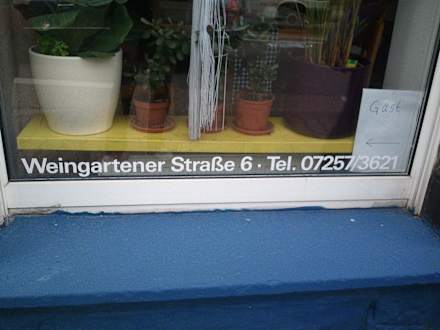 Gast
←
Weingartener Straße 6 · Tel. 07257/3621